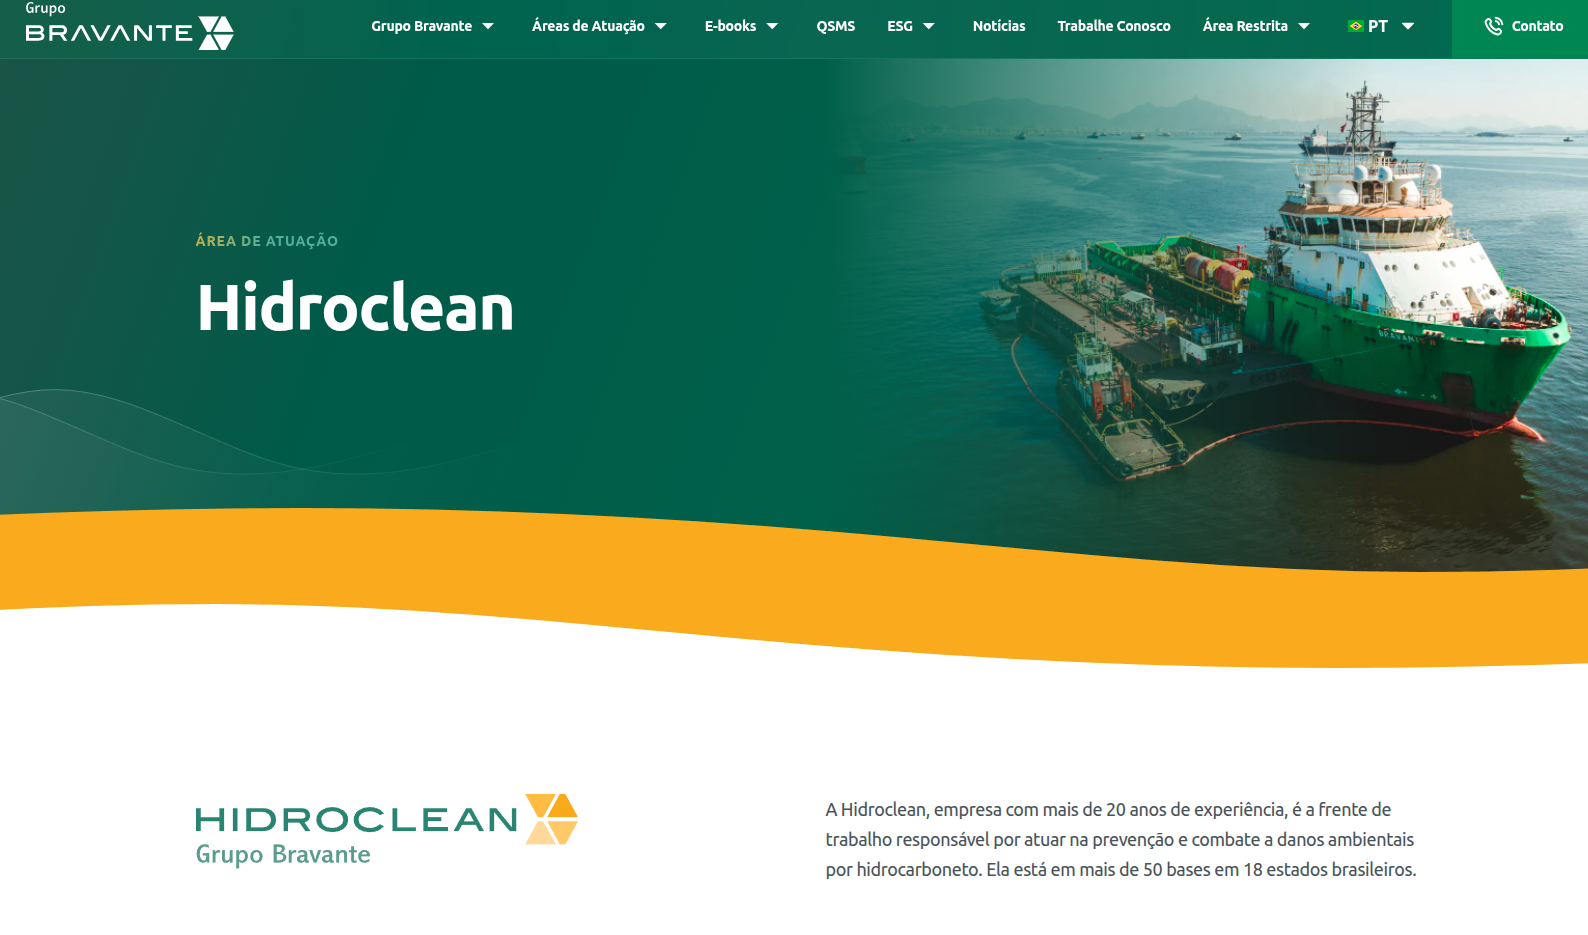 Grupo
BRAVANTE
Grupo Bravante
Áreas de Atuação
E-books
QSMS
ESG
Notícias
Trabalhe Conosco
Área Restrita
PT
Contato
ÁREA DE ATUAÇÃO
Hidroclean
BRAVANTE
HIDROCLEAN
Grupo Bravante
A Hidroclean, empresa com mais de 20 anos de experiência, é a frente de
trabalho responsável por atuar na prevenção e combate a danos ambientais
por hidrocarboneto. Ela está em mais de 50 bases em 18 estados brasileiros.